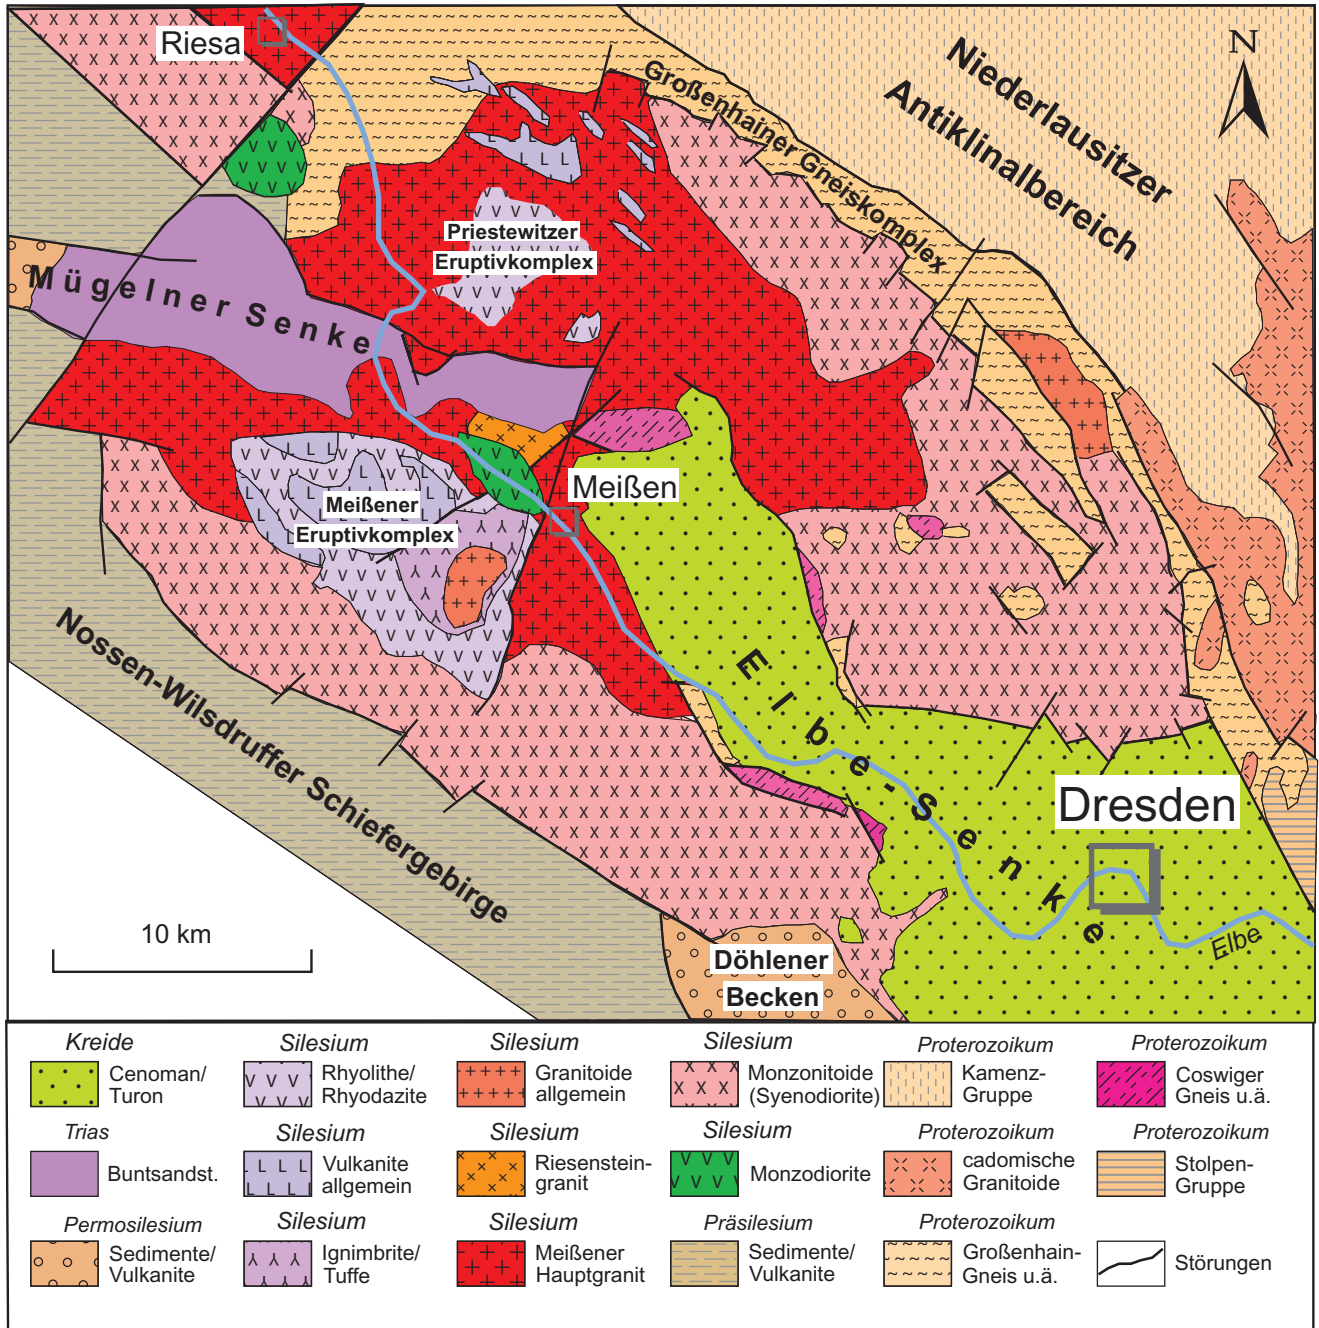 Riesa
N
Niederlausitzer
Antiklinalbereich
Großenhainer Gneiskomplex
Priestewitzer
Eruptivkomplex
Mügelner Senke
Meißen
Meißener
Eruptivkomplex
Nossen-Wilsdruffer Schiefergebirge
Elbe-Senke
Dresden
Elbe
10 km
Döhlener
Becken
Kreide
Cenoman/
Turon
Silesium
Rhyolithe/
Rhyodazite
Silesium
Granitoide
allgemein
Silesium
Monzonitoide
(Syenodiorite)
Proterozoikum
Kamenz-
Gruppe
Proterozoikum
Coswiger
Gneis u.ä.
Trias
Buntsandst.
Silesium
Vulkanite
allgemein
Silesium
Riesenstein-
granit
Silesium
Monzodiorite
Proterozoikum
cadomische
Granitoide
Proterozoikum
Stolpen-
Gruppe
Permosilesium
Sedimente/
Vulkanite
Silesium
Ignimbrite/
Tuffe
Silesium
Meißener
Hauptgranit
Präsilesium
Sedimente/
Vulkanite
Proterozoikum
Großenhain-
Gneis u.ä.
Störungen